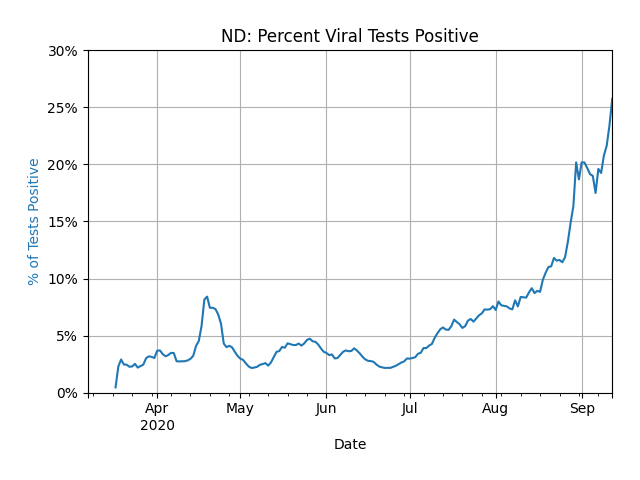 ND: Percent Viral Tests Positive
30%
25%
20%
15%
10%
5%
0%
% of Tests Positive
Apr May Jun Jul Aug Sep
2020
Date